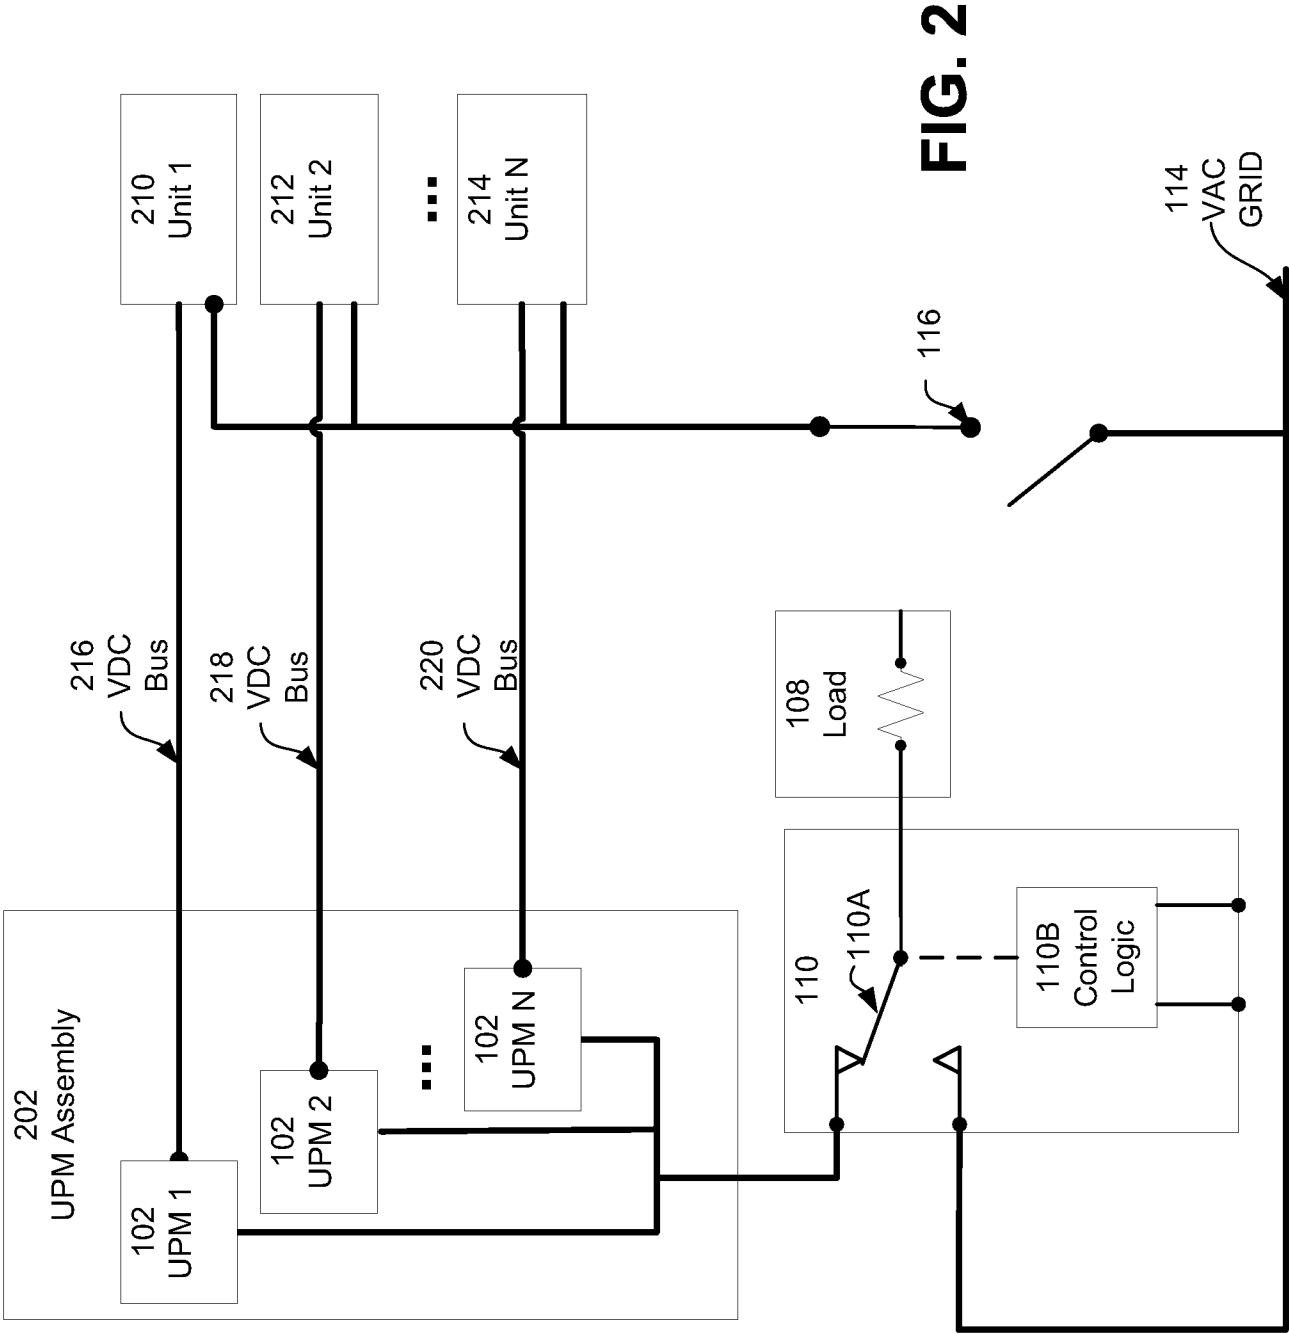 202
UPM Assembly
102
UPM 1
102
UPM 2
...
102
UPM N
216
VDC
Bus
218
VDC
Bus
220
VDC
Bus
210
Unit 1
212
Unit 2
...
214
Unit N
110
110A
110B
Control
Logic
108
Load
116
114
VAC
GRID
FIG. 2